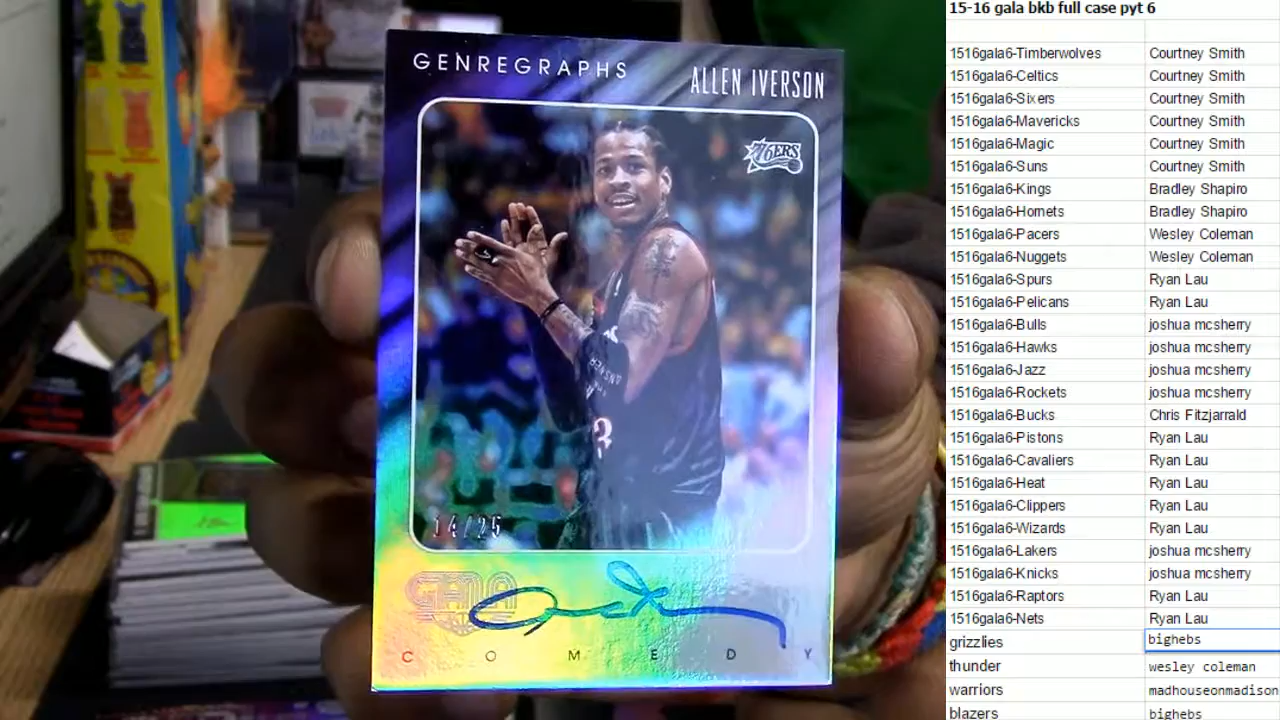 GENREGRAPHS
ALLEN IVERSON
76ERS
ANSWER
3
14/25
GALA
C O M E D Y
15-16 gala bkb full case pyt 6
1516gala6-Timberwolves Courtney Smith
1516gala6-Celtics Courtney Smith
1516gala6-Sixers Courtney Smith
1516gala6-Mavericks Courtney Smith
1516gala6-Magic Courtney Smith
1516gala6-Suns Courtney Smith
1516gala6-Kings Bradley Shapiro
1516gala6-Hornets Bradley Shapiro
1516gala6-Pacers Wesley Coleman
1516gala6-Nuggets Wesley Coleman
1516gala6-Spurs Ryan Lau
1516gala6-Pelicans Ryan Lau
1516gala6-Bulls joshua mcsherry
1516gala6-Hawks joshua mcsherry
1516gala6-Jazz joshua mcsherry
1516gala6-Rockets joshua mcsherry
1516gala6-Bucks Chris Fitzjarrald
1516gala6-Pistons Ryan Lau
1516gala6-Cavaliers Ryan Lau
1516gala6-Heat Ryan Lau
1516gala6-Clippers Ryan Lau
1516gala6-Wizards Ryan Lau
1516gala6-Lakers joshua mcsherry
1516gala6-Knicks joshua mcsherry
1516gala6-Raptors Ryan Lau
1516gala6-Nets Ryan Lau
grizzlies bighebs
thunder wesley coleman
warriors madhouseonmadison
blazers bighebs